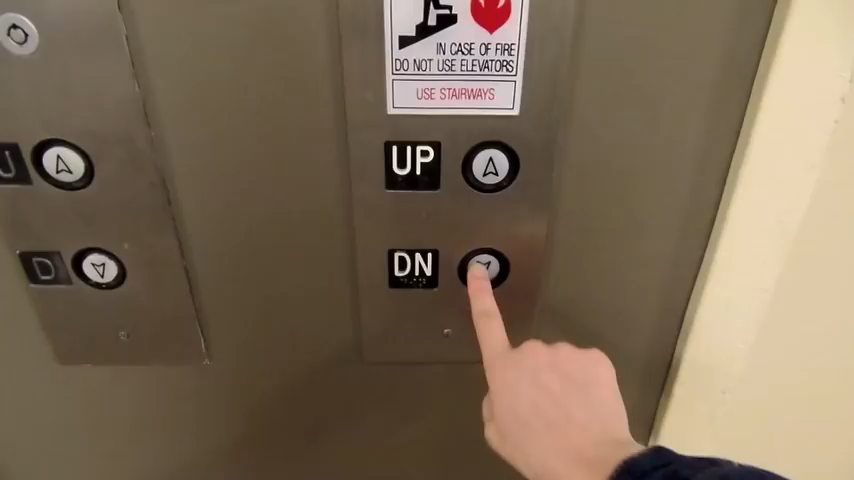 IN CASE OF FIRE
DO NOT USE ELEVATORS
USE STAIRWAYS
UP
DN
U
D